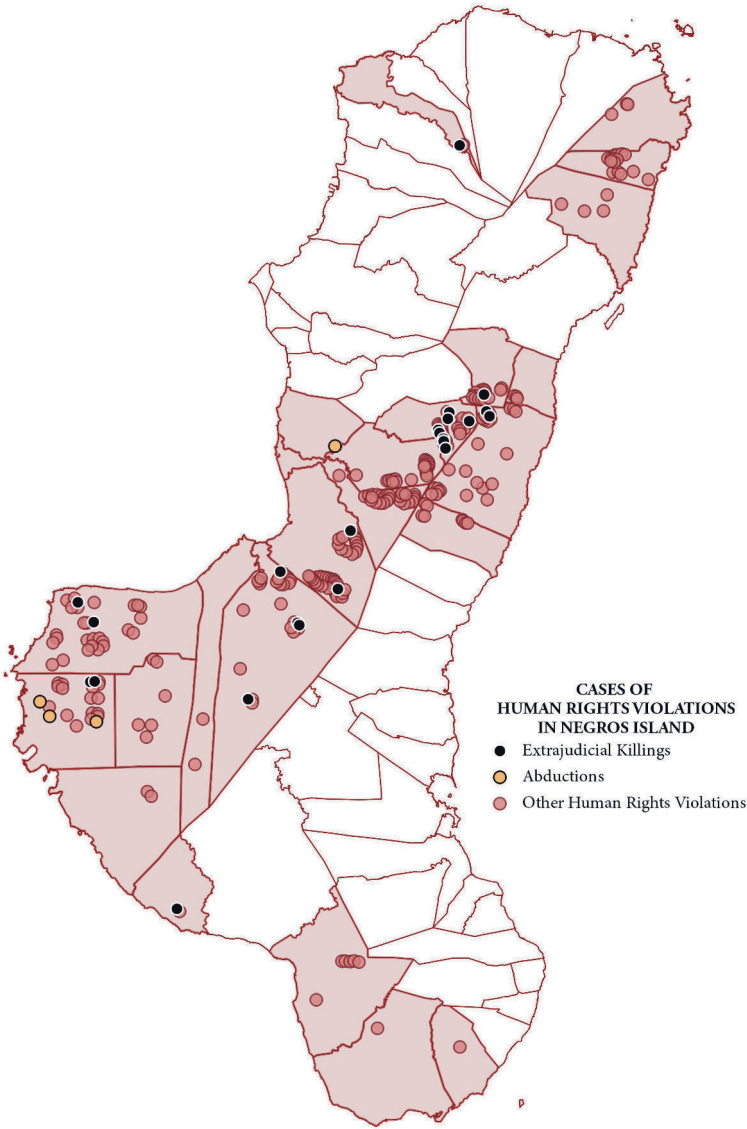 CASES OF
HUMAN RIGHTS VIOLATIONS
IN NEGROS ISLAND
Extrajudicial Killings
Abductions
Other Human Rights Violations